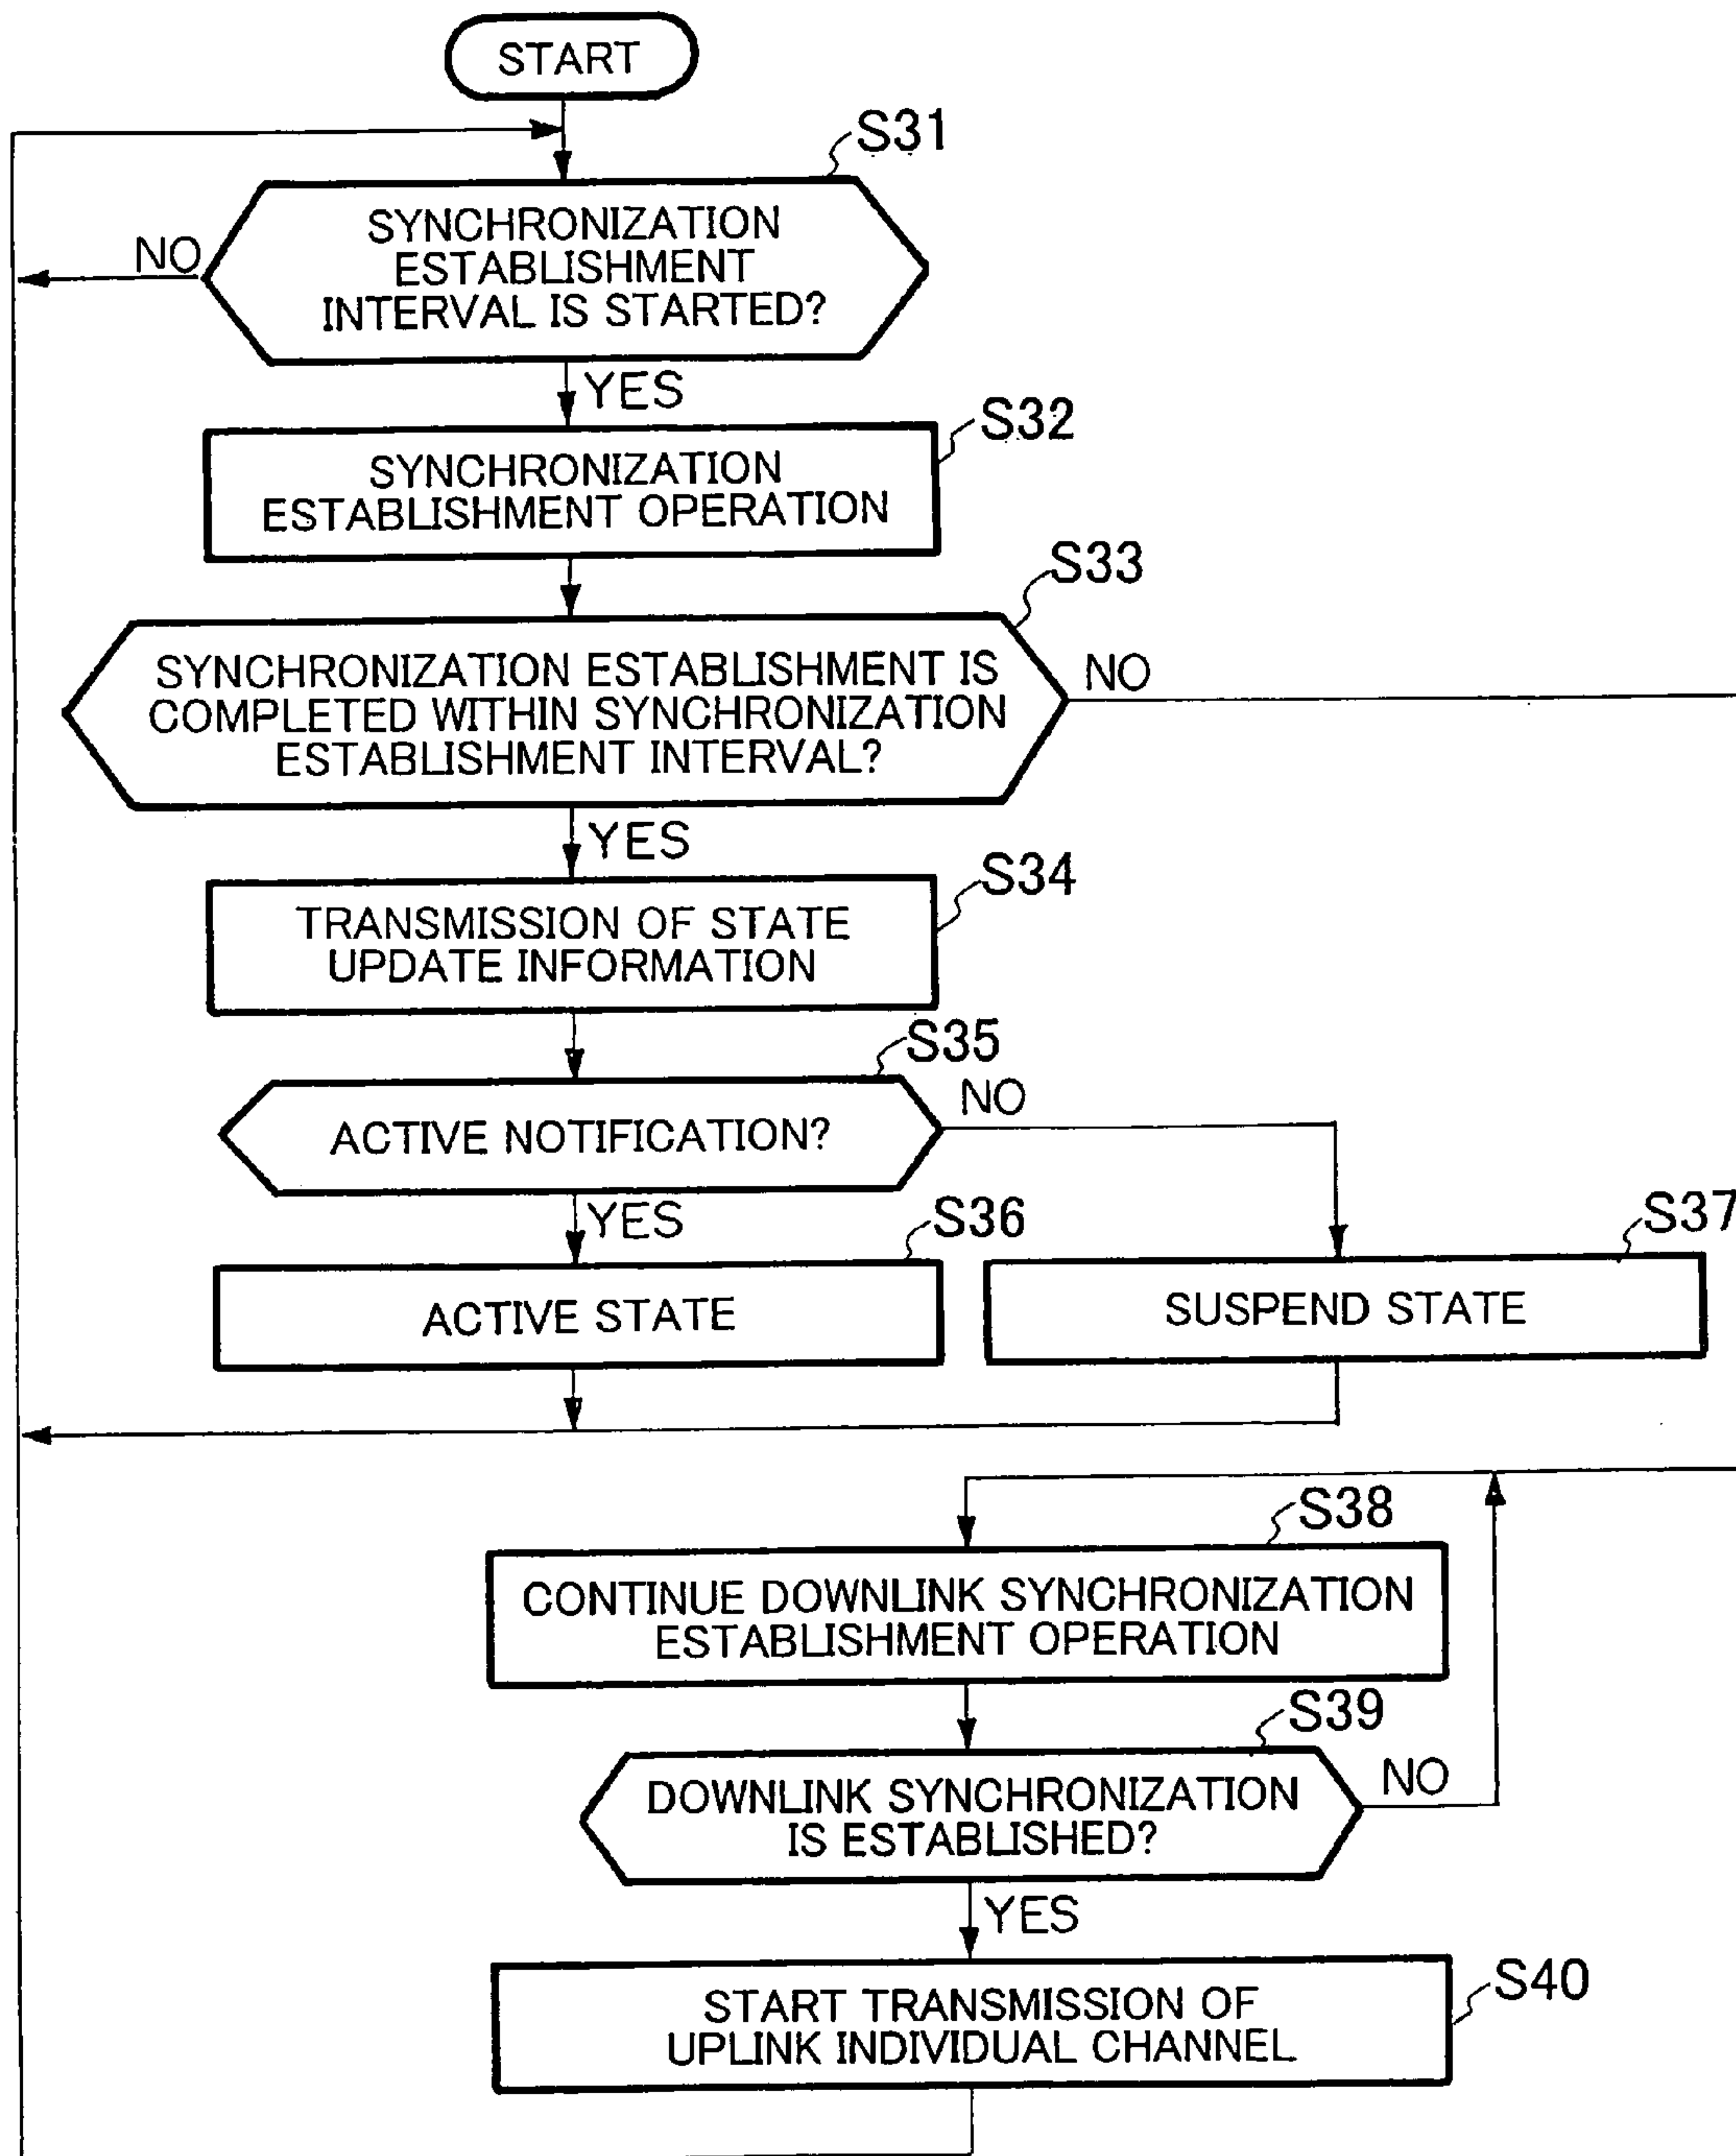 START
S31
SYNCHRONIZATION
ESTABLISHMENT
INTERVAL IS STARTED?
NO
YES
S32
SYNCHRONIZATION
ESTABLISHMENT OPERATION
S33
SYNCHRONIZATION ESTABLISHMENT IS
COMPLETED WITHIN SYNCHRONIZATION
ESTABLISHMENT INTERVAL?
NO
YES
S34
TRANSMISSION OF STATE
UPDATE INFORMATION
S35
ACTIVE NOTIFICATION?
NO
YES
S36
ACTIVE STATE
S37
SUSPEND STATE
S38
CONTINUE DOWNLINK SYNCHRONIZATION
ESTABLISHMENT OPERATION
S39
DOWNLINK SYNCHRONIZATION
IS ESTABLISHED?
NO
YES
S40
START TRANSMISSION OF
UPLINK INDIVIDUAL CHANNEL